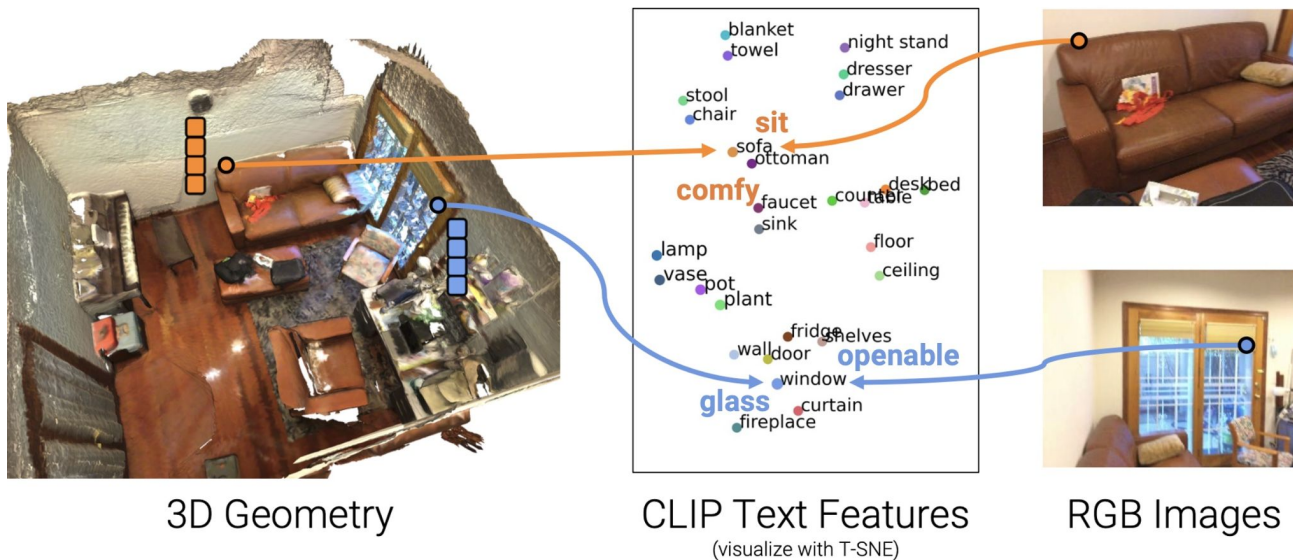 blanket
towel
night stand
dresser
drawer
stool
chair
sit
sofa
ottoman
comfy
desk
bed
counter
table
faucet
sink
floor
ceiling
lamp
vase
pot
plant
fridge
shelves
wall
door
openable
window
glass
curtain
fireplace
3D Geometry
CLIP Text Features
(visualize with T-SNE)
RGB Images